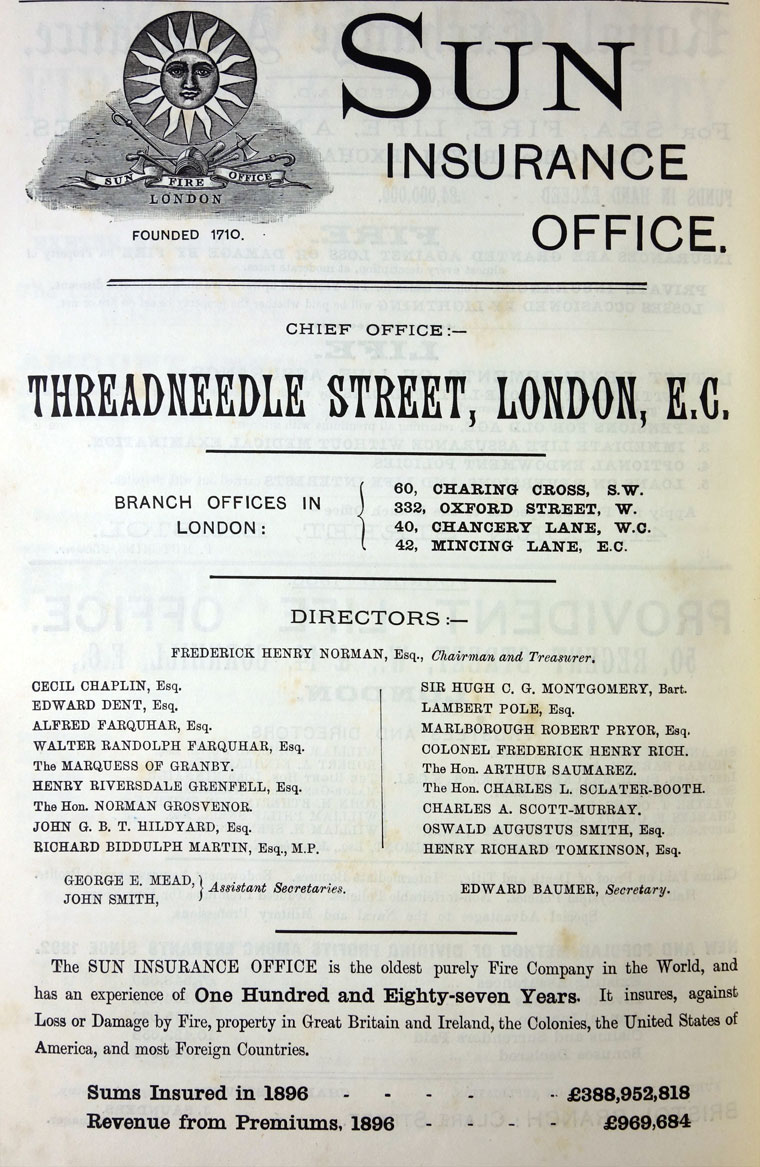 SUN
INSURANCE
OFFICE.
SUN FIRE OFFICE
LONDON
FOUNDED 1710.
CHIEF OFFICE:—
THREADNEEDLE STREET, LONDON, E.C.
BRANCH OFFICES IN
LONDON:
60, CHARING CROSS, S.W.
332, OXFORD STREET, W.
40, CHANCERY LANE, W.C.
42, MINCING LANE, E.C.
DIRECTORS:—
FREDERICK HENRY NORMAN, Esq., Chairman and Treasurer.
CECIL CHAPLIN, Esq.
EDWARD DENT, Esq.
ALFRED FARQUHAR, Esq.
WALTER RANDOLPH FARQUHAR, Esq.
The MARQUESS OF GRANBY.
HENRY RIVERSDALE GRENFELL, Esq.
The Hon. NORMAN GROSVENOR.
JOHN G. B. T. HILDYARD, Esq.
RICHARD BIDDULPH MARTIN, Esq., M.P.
SIR HUGH C. G. MONTGOMERY, Bart.
LAMBERT POLE, Esq.
MARLBOROUGH ROBERT PRYOR, Esq.
COLONEL FREDERICK HENRY RICH.
The Hon. ARTHUR SAUMAREZ.
The Hon. CHARLES L. SCLATER-BOOTH.
CHARLES A. SCOTT-MURRAY.
OSWALD AUGUSTUS SMITH, Esq.
HENRY RICHARD TOMKINSON, Esq.
GEORGE E. MEAD,
JOHN SMITH,
Assistant Secretaries.
EDWARD BAUMER, Secretary.
The SUN INSURANCE OFFICE is the oldest purely Fire Company in the World, and
has an experience of One Hundred and Eighty-seven Years. It insures, against
Loss or Damage by Fire, property in Great Britain and Ireland, the Colonies, the United States of
America, and most Foreign Countries.
Sums Insured in 1896 - - - - - £388,952,818
Revenue from Premiums, 1896 - - - - £969,684